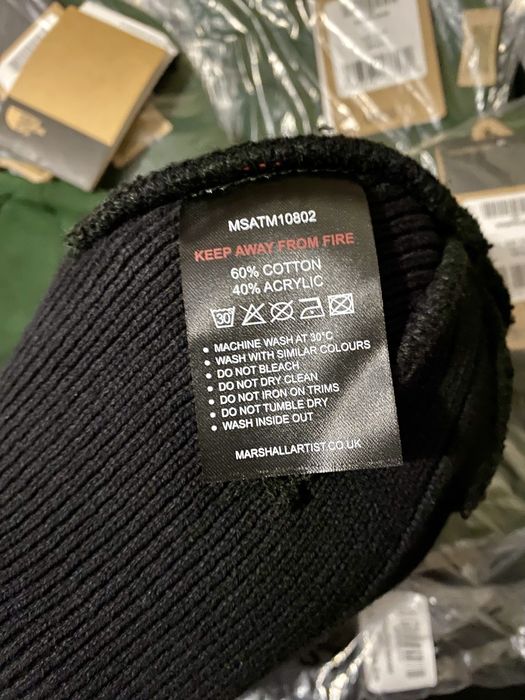 MSATM10802
KEEP AWAY FROM FIRE
60% COTTON
40% ACRYLIC
30
• MACHINE WASH AT 30°C
• WASH WITH SIMILAR COLOURS
• DO NOT BLEACH
• DO NOT DRY CLEAN
• DO NOT IRON ON TRIMS
• DO NOT TUMBLE DRY
• WASH INSIDE OUT
MARSHALLARTIST.CO.UK